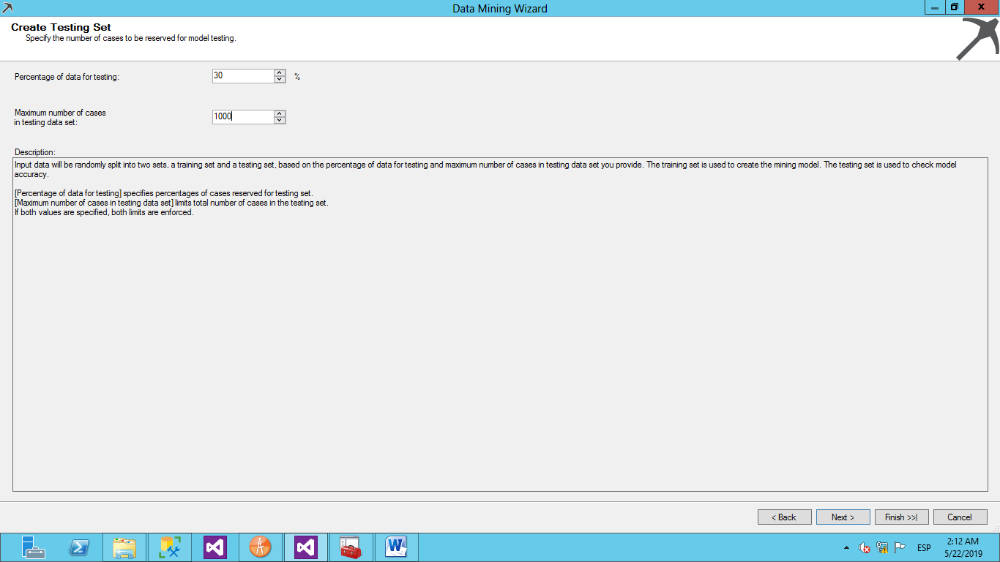 Data Mining Wizard
Create Testing Set
Specify the number of cases to be reserved for model testing.
Percentage of data for testing:
30
%
Maximum number of cases
in testing data set:
1000
Description:
Input data will be randomly split into two sets, a training set and a testing set, based on the percentage of data for testing and maximum number of cases in testing data set you provide. The training set is used to create the mining model. The testing set is used to check model
accuracy.
[Percentage of data for testing] specifies percentages of cases reserved for testing set.
[Maximum number of cases in testing data set] limits total number of cases in the testing set.
If both values are specified, both limits are enforced.
< Back
Next >
Finish >>|
Cancel
ESP
2:12 AM
5/22/2019